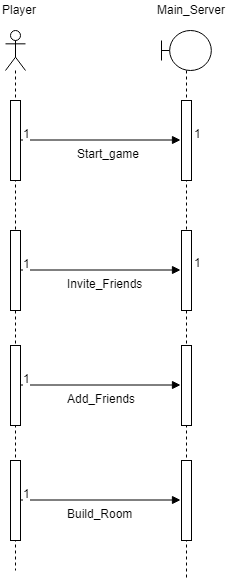 Player Main_Server
1 1
Start_game
1 1
Invite_Friends
1
Add_Friends
1
Build_Room